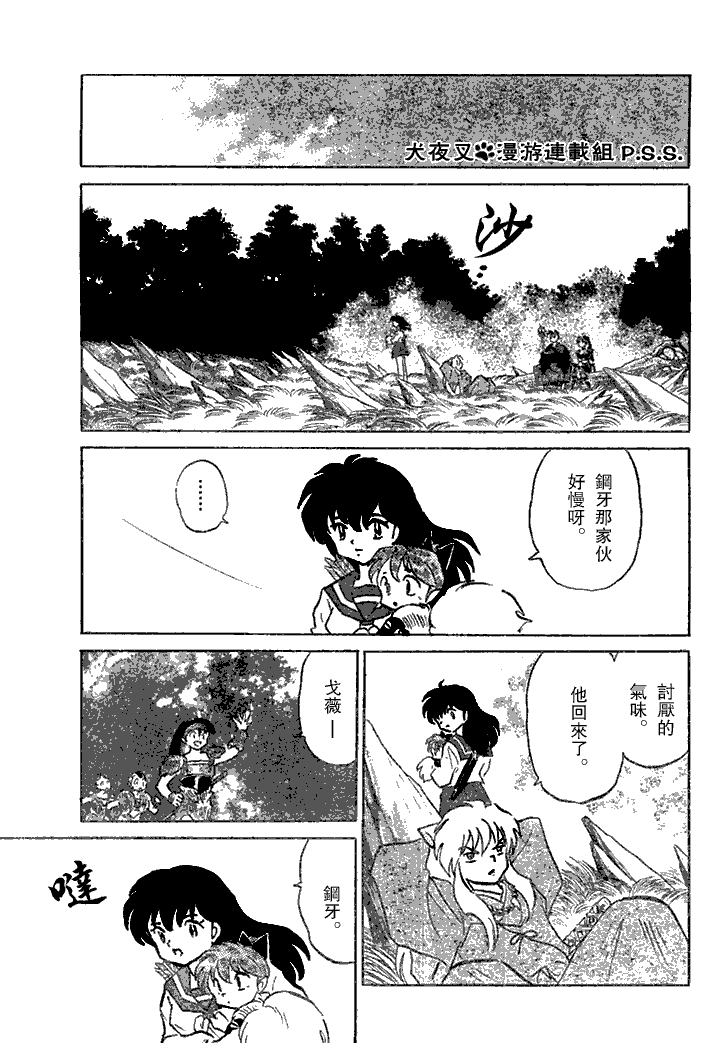 犬夜叉漫游連載組 P.S.S.
沙
鋼牙那家伙
好慢呀。
……
討厭的
氣味。
他回來了。
戈薇—
鋼牙。
噠